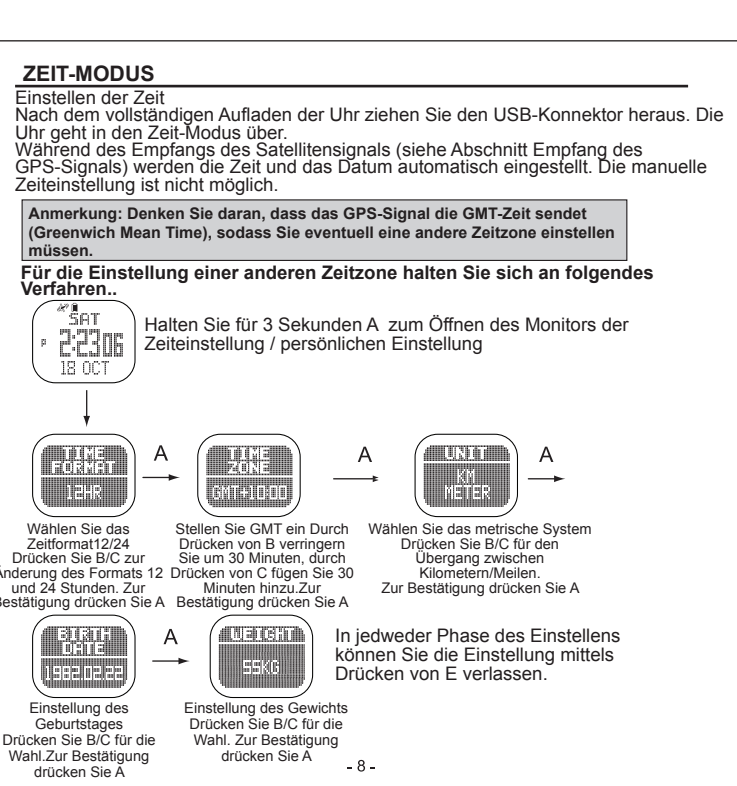 ZEIT-MODUS
Einstellen der Zeit
Nach dem vollständigen Aufladen der Uhr ziehen Sie den USB-Konnektor heraus. Die
Uhr geht in den Zeit-Modus über.
Während des Empfangs des Satellitensignals (siehe Abschnitt Empfang des
GPS-Signals) werden die Zeit und das Datum automatisch eingestellt. Die manuelle
Zeiteinstellung ist nicht möglich.
Anmerkung: Denken Sie daran, dass das GPS-Signal die GMT-Zeit sendet
(Greenwich Mean Time), sodass Sie eventuell eine andere Zeitzone einstellen
müssen.
Für die Einstellung einer anderen Zeitzone halten Sie sich an folgendes
Verfahren..
SAT
P 2:23 06
18 OCT
Halten Sie für 3 Sekunden A zum Öffnen des Monitors der
Zeiteinstellung / persönlichen Einstellung
TIME
FORMAT
12HR
A
TIME
ZONE
GMT+10:00
A
UNIT
KM
METER
A
Wählen Sie das
Zeitformat12/24
Drücken Sie B/C zur
Änderung des Formats 12
und 24 Stunden. Zur
Bestätigung drücken Sie A
Stellen Sie GMT ein Durch
Drücken von B verringern
Sie um 30 Minuten, durch
Drücken von C fügen Sie 30
Minuten hinzu.Zur
Bestätigung drücken Sie A
Wählen Sie das metrische System
Drücken Sie B/C für den
Übergang zwischen
Kilometern/Meilen.
Zur Bestätigung drücken Sie A
BIRTH
DATE
1982.02.22
A
WEIGHT
55KG
In jedweder Phase des Einstellens
können Sie die Einstellung mittels
Drücken von E verlassen.
Einstellung des
Geburtstages
Drücken Sie B/C für die
Wahl.Zur Bestätigung
drücken Sie A
Einstellung des Gewichts
Drücken Sie B/C für die
Wahl. Zur Bestätigung
drücken Sie A
- 8 -